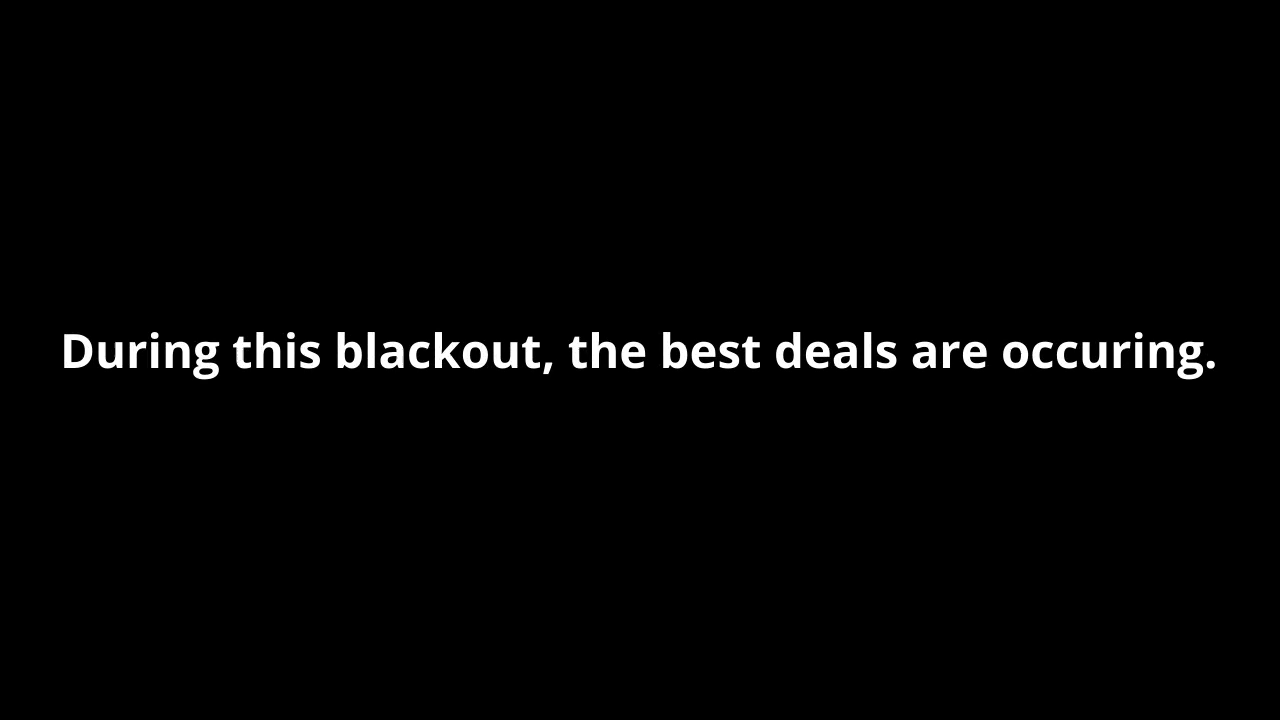 During this blackout, the best deals are occuring.